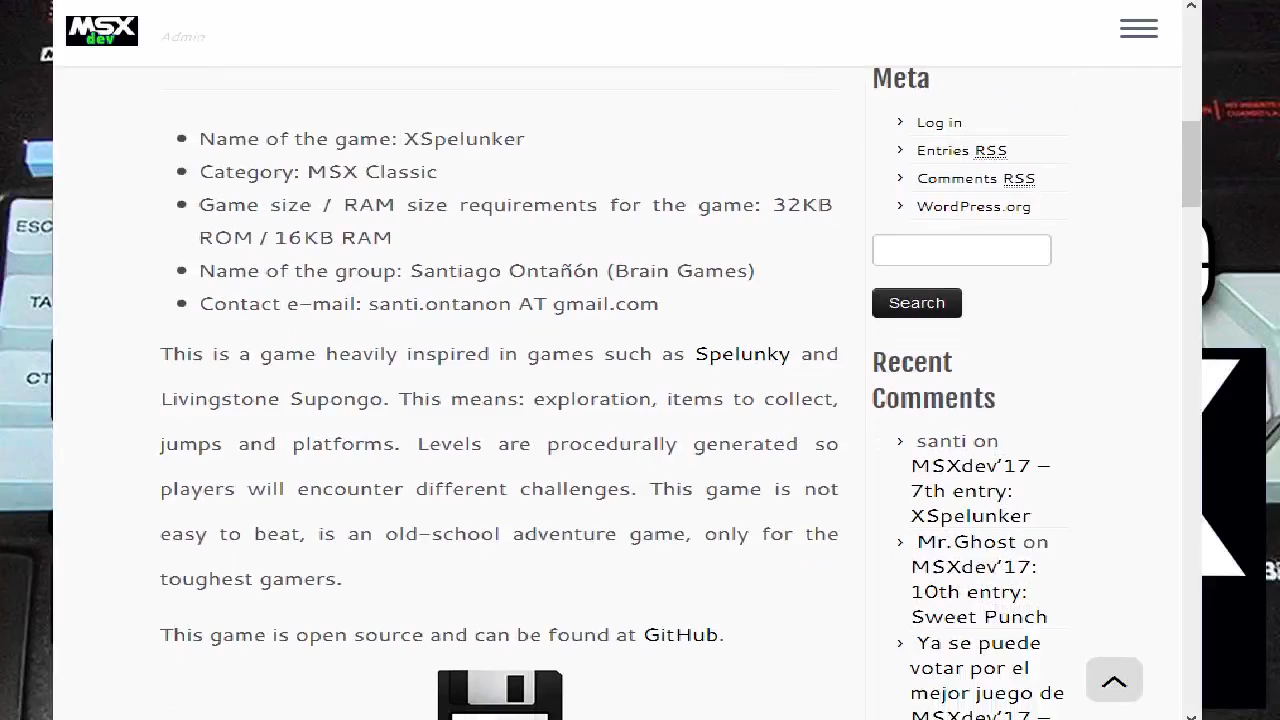 MSX
dev
Admin
Name of the game: XSpelunker
Category: MSX Classic
Game size / RAM size requirements for the game: 32KB
ROM / 16KB RAM
Name of the group: Santiago Ontañón (Brain Games)
Contact e-mail: santi.ontanon AT gmail.com
This is a game heavily inspired in games such as Spelunky and
Livingstone Supongo. This means: exploration, items to collect,
jumps and platforms. Levels are procedurally generated so
players will encounter different challenges. This game is not
easy to beat, is an old-school adventure game, only for the
toughest gamers.
This game is open source and can be found at GitHub.
Meta
Log in
Entries RSS
Comments RSS
WordPress.org
Search
Recent
Comments
santi on
MSXdev'17 –
7th entry:
XSpelunker
Mr.Ghost on
MSXdev'17:
10th entry:
Sweet Punch
Ya se puede
votar por el
mejor juego de
MSXdev'17 –
ESC
TA
CT